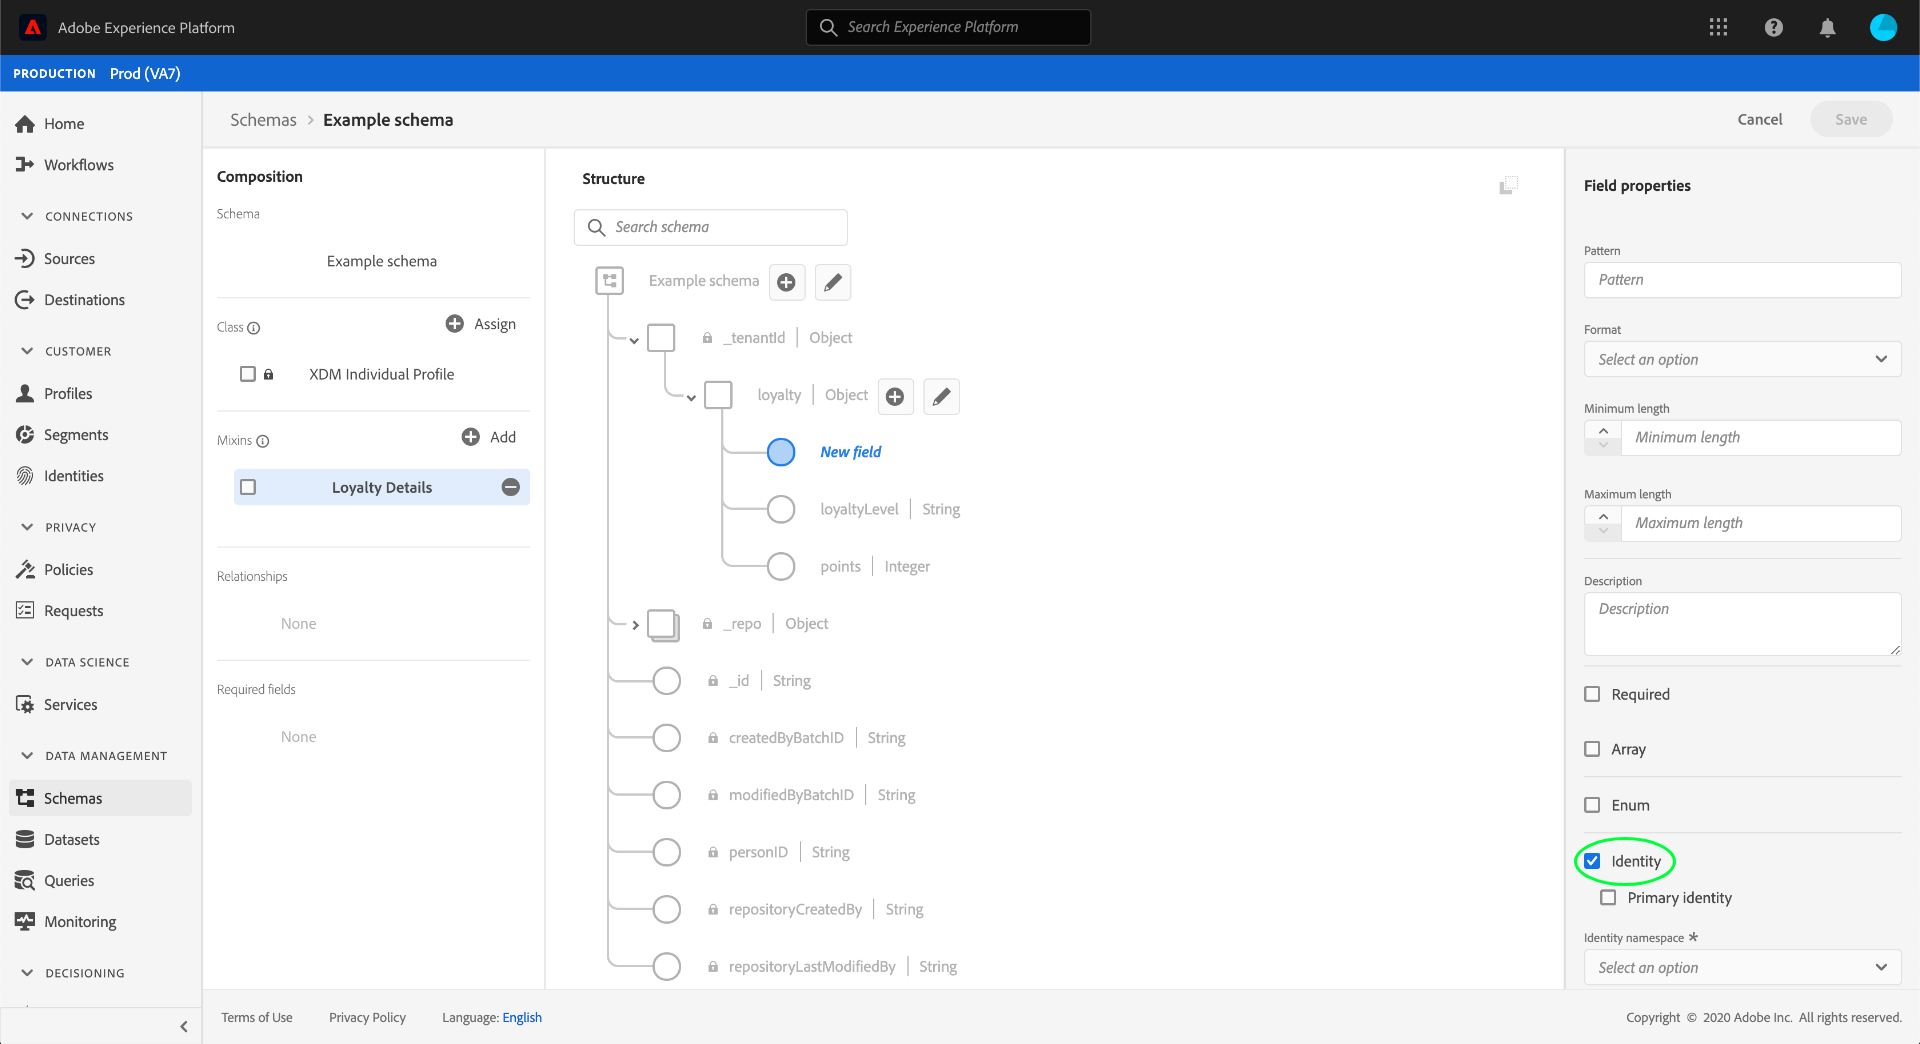 Adobe Experience Platform
Search Experience Platform
PRODUCTION Prod (VA7)
Home
Workflows
CONNECTIONS
Sources
Destinations
CUSTOMER
Profiles
Segments
Identities
PRIVACY
Policies
Requests
DATA SCIENCE
Services
DATA MANAGEMENT
Schemas
Datasets
Queries
Monitoring
DECISIONING
Schemas > Example schema
Cancel
Save
Composition
Schema
Example schema
Class
Assign
XDM Individual Profile
Mixins
Add
Loyalty Details
Relationships
None
Required fields
None
Structure
Search schema
Example schema
_tenantId | Object
loyalty | Object
New field
loyaltyLevel | String
points | Integer
_repo | Object
_id | String
createdByBatchID | String
modifiedByBatchID | String
personID | String
repositoryCreatedBy | String
repositoryLastModifiedBy | String
Field properties
Pattern
Pattern
Format
Select an option
Minimum length
Minimum length
Maximum length
Maximum length
Description
Description
Required
Array
Enum
Identity
Primary identity
Identity namespace *
Select an option
Terms of Use
Privacy Policy
Language: English
Copyright © 2020 Adobe Inc. All rights reserved.